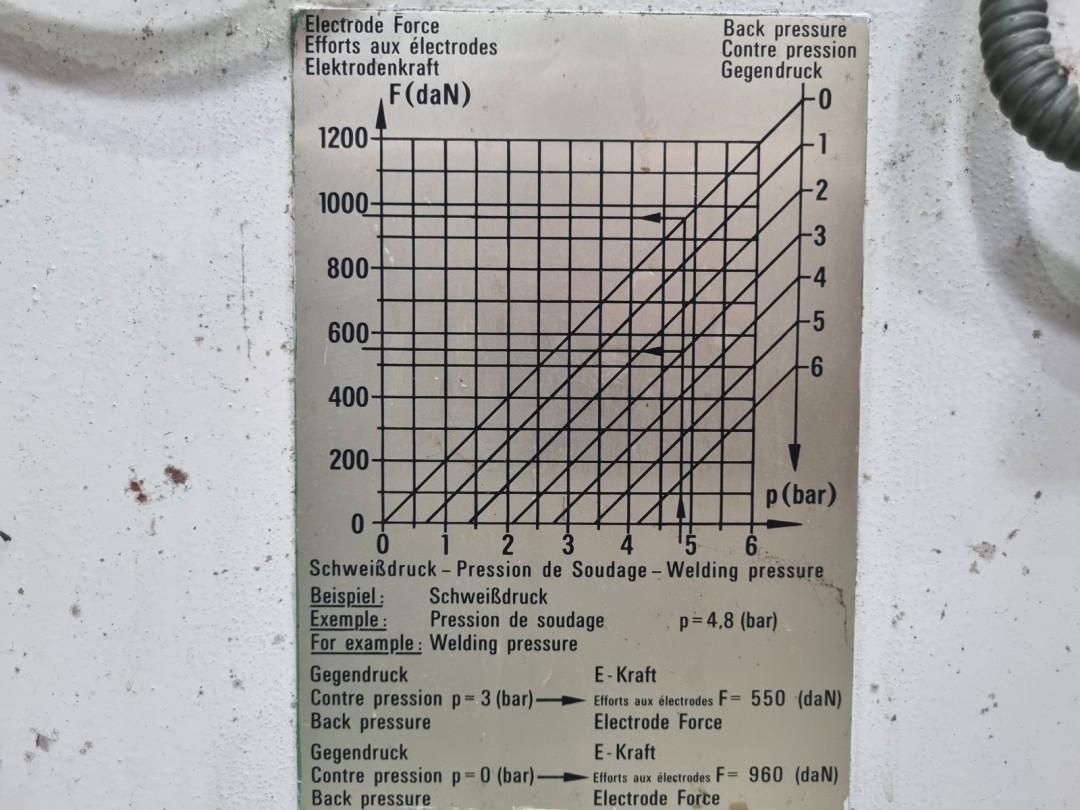 Electrode Force
Efforts aux électrodes
Elektrodenkraft
Back pressure
Contre pression
Gegendruck
F(daN)
0
1
2
3
4
5
6
1200
1000
800
600
400
200
0
p(bar)
0 1 2 3 4 5 6
Schweißdruck – Pression de Soudage – Welding pressure
Beispiel: Schweißdruck
Exemple: Pression de soudage p=4,8 (bar)
For example: Welding pressure
Gegendruck E-Kraft
Contre pression p=3 (bar) Efforts aux électrodes F= 550 (daN)
Back pressure Electrode Force
Gegendruck E-Kraft
Contre pression p=0 (bar) Efforts aux électrodes F= 960 (daN)
Back pressure Electrode Force